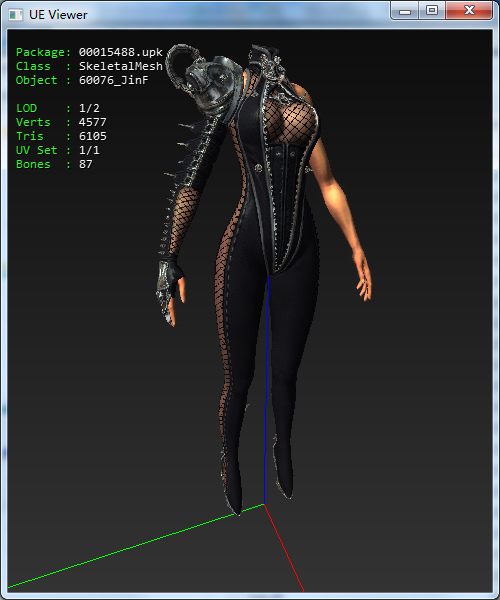 UE Viewer
Package: 00015488.upk
Class : SkeletalMesh
Object : 60076_JinF
LOD : 1/2
Verts : 4577
Tris : 6105
UV Set : 1/1
Bones : 87